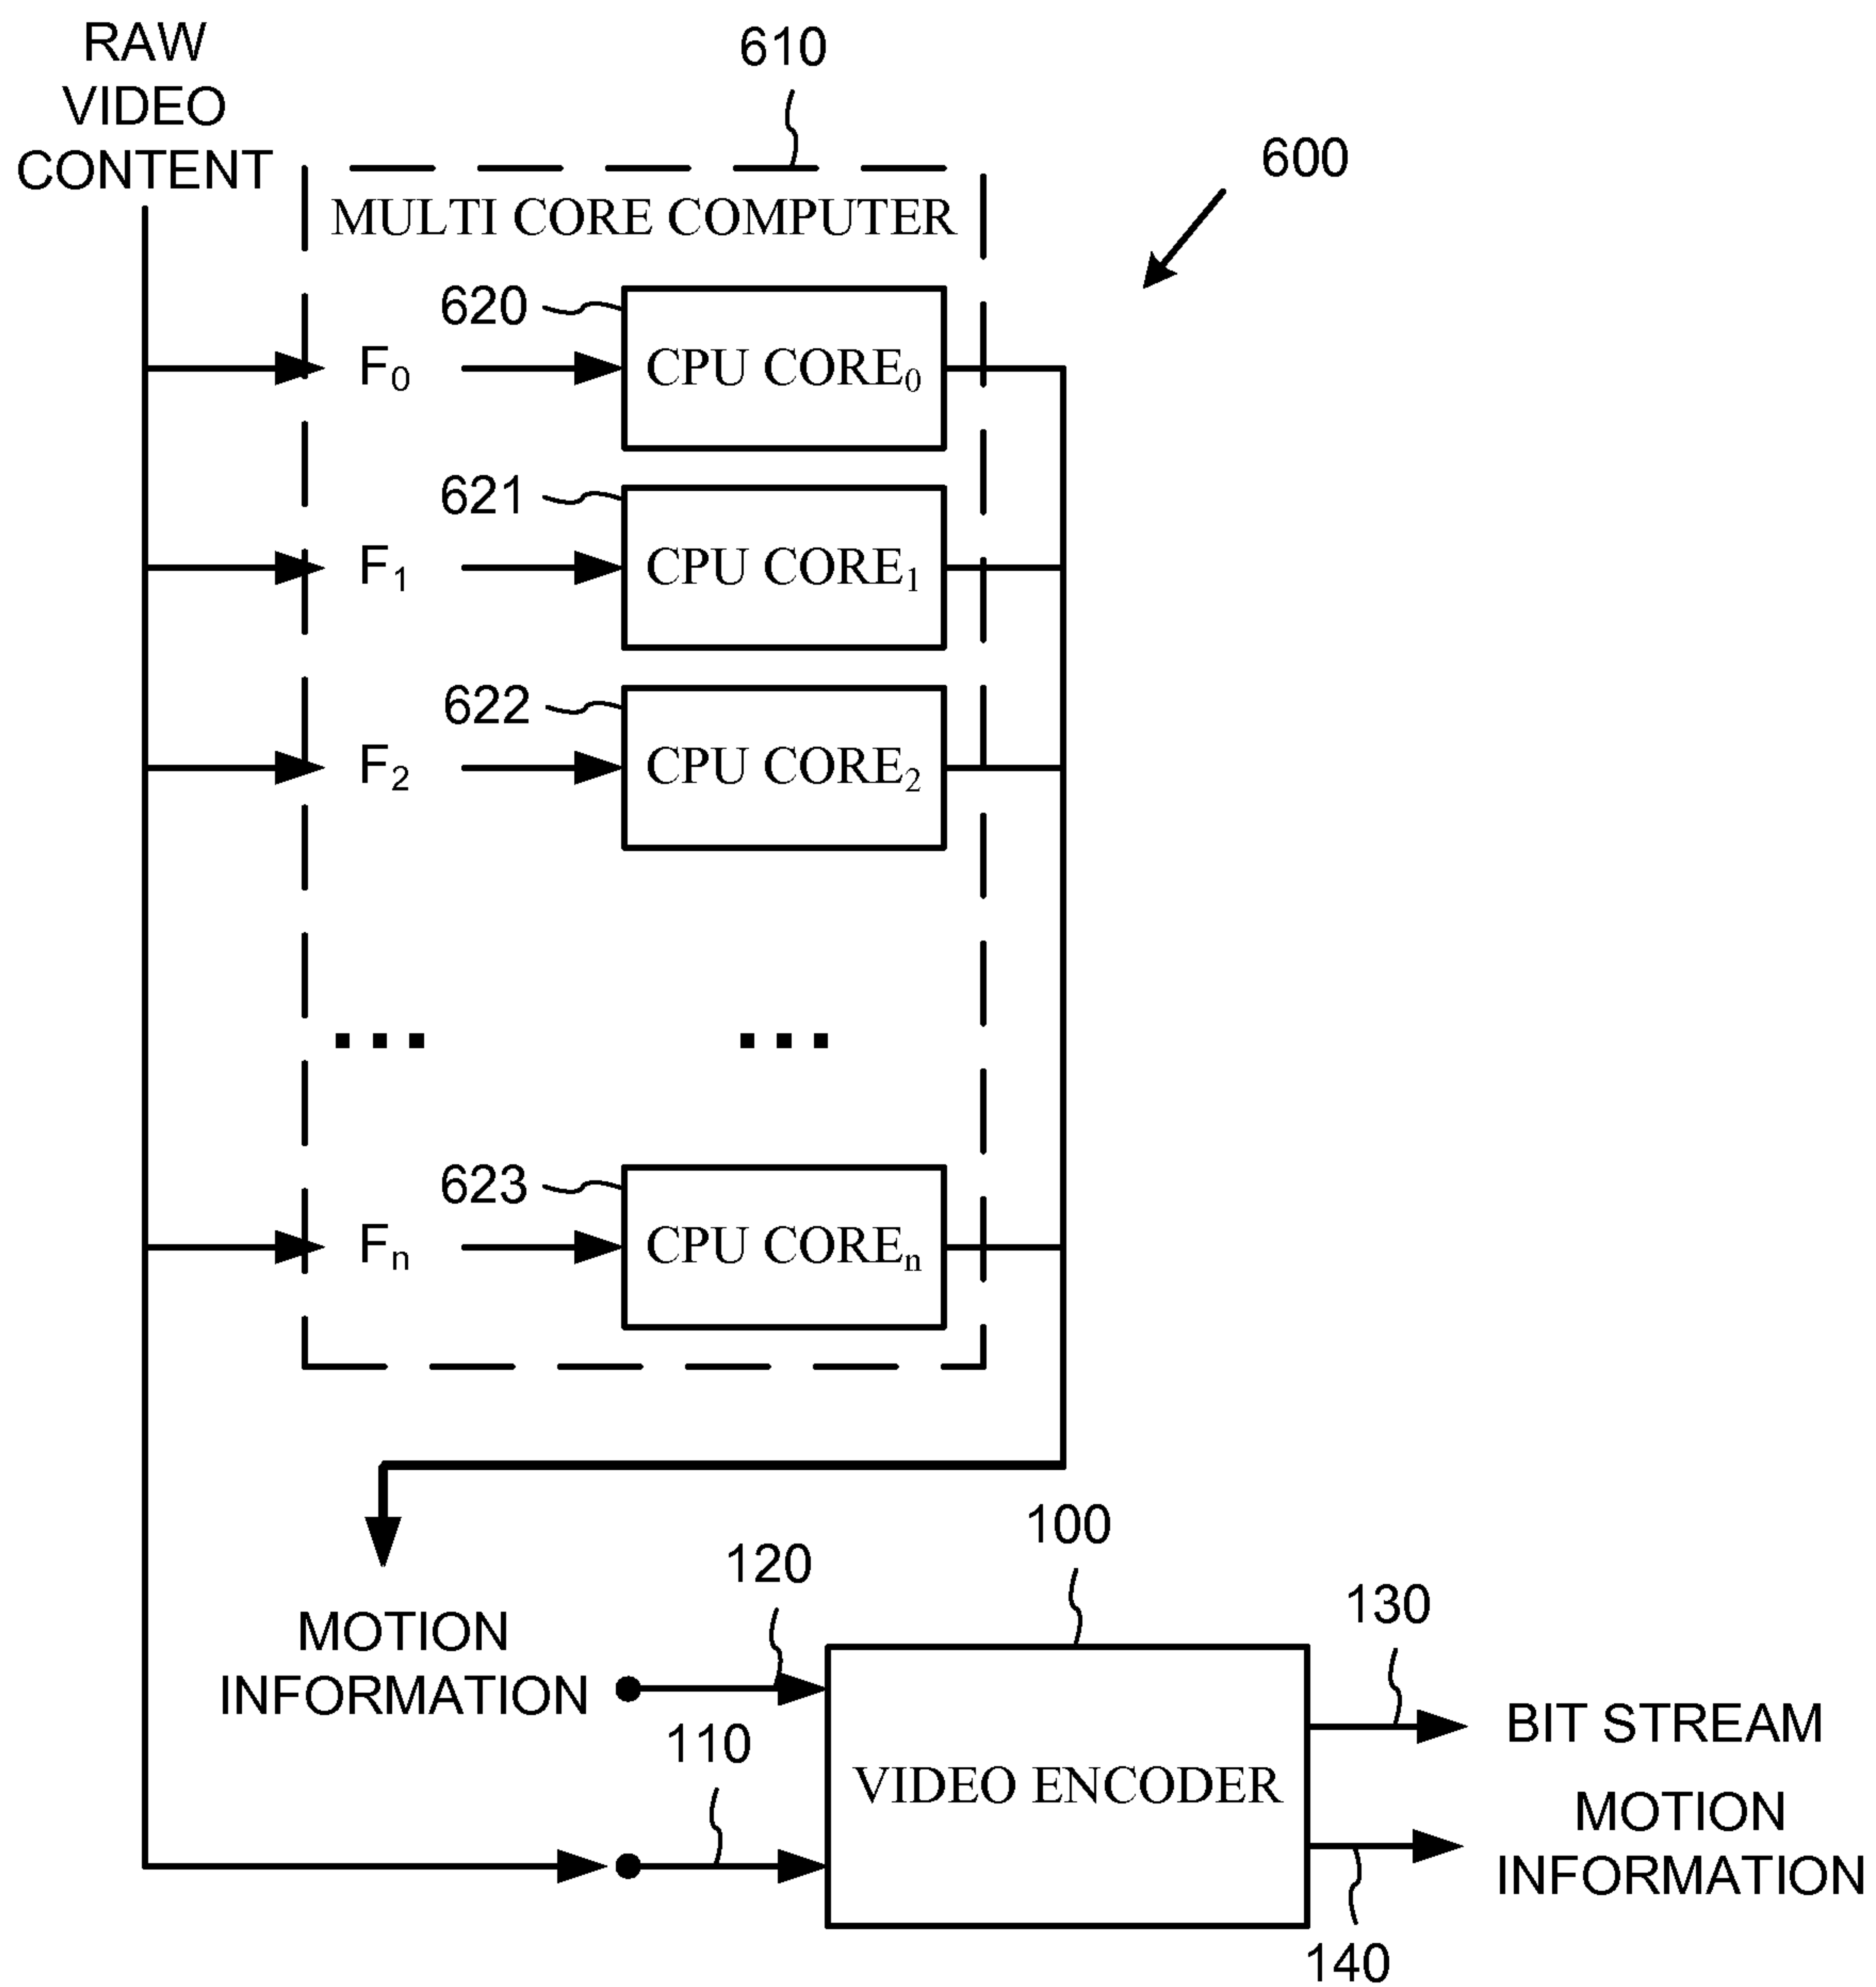 RAW
VIDEO
CONTENT
610
600
MULTI CORE COMPUTER
620
F0
CPU CORE0
621
F1
CPU CORE1
622
F2
CPU CORE2
... ...
623
Fn
CPU COREn
100
120
130
MOTION
INFORMATION
110
BIT STREAM
VIDEO ENCODER
MOTION
INFORMATION
140